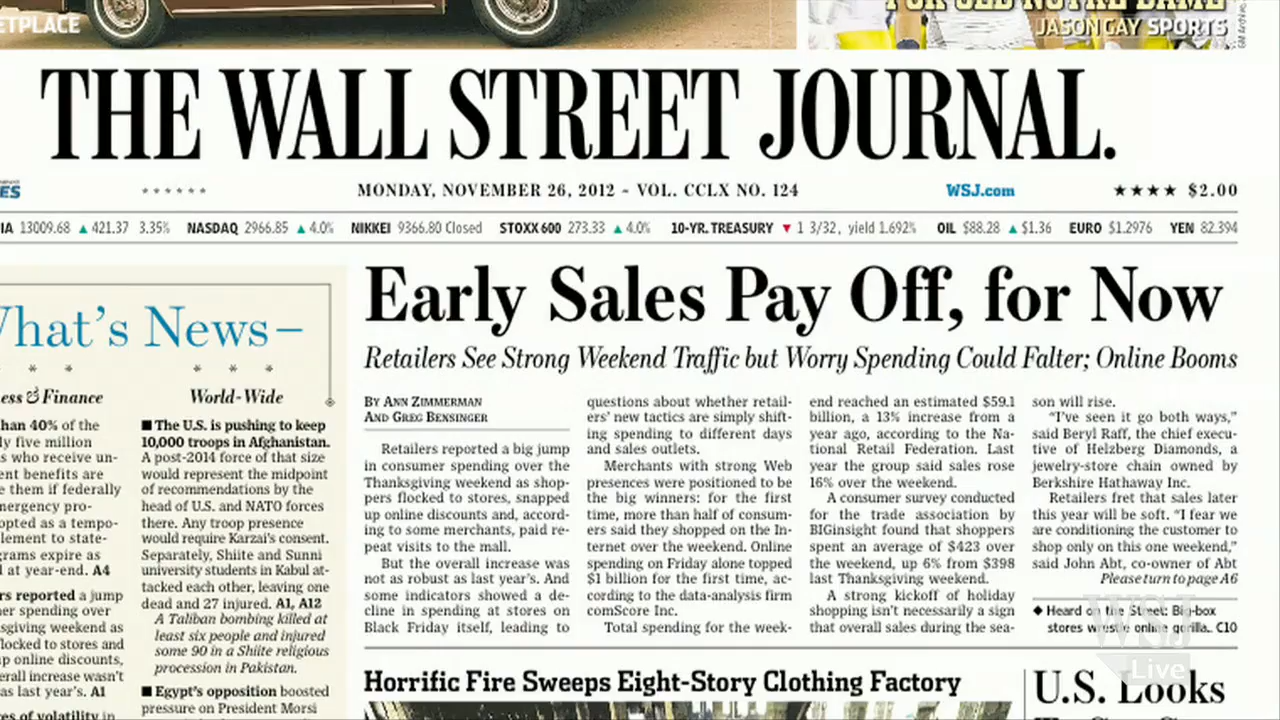 ETPLACE
FOR OLD NOTRE DAME
JASON GAY SPORTS
THE WALL STREET JOURNAL.
ES
****** MONDAY, NOVEMBER 26, 2012 ~ VOL. CCLX NO. 124 WSJ.com ★★★★ $2.00
IA 13009.68 ▲ 421.37 3.35% NASDAQ 2966.85 ▲ 4.0% NIKKEI 9366.80 Closed STOXX 600 273.33 ▲ 4.0% 10-YR. TREASURY ▼ 1 3/32, yield 1.692% OIL $88.28 ▲ $1.36 EURO $1.2976 YEN 82.394
What's News–
* * * * *
ess & Finance
han 40% of the
ly five million
s who receive un-
ent benefits are
e them if federally
mergency pro-
opted as a tempo-
lement to state-
grams expire as
l at year-end. A4
rs reported a jump
er spending over
sgiving weekend as
flocked to stores and
p online discounts,
erall increase wasn't
as last year's. A1
es of volatility in
World-Wide
■ The U.S. is pushing to keep
10,000 troops in Afghanistan.
A post-2014 force of that size
would represent the midpoint
of recommendations by the
head of U.S. and NATO forces
there. Any troop presence
would require Karzai's consent.
Separately, Shiite and Sunni
university students in Kabul at-
tacked each other, leaving one
dead and 27 injured. A1, A12
A Taliban bombing killed at
least six people and injured
some 90 in a Shiite religious
procession in Pakistan.
■ Egypt's opposition boosted
pressure on President Morsi
Early Sales Pay Off, for Now
Retailers See Strong Weekend Traffic but Worry Spending Could Falter; Online Booms
BY ANN ZIMMERMAN
AND GREG BENSINGER
Retailers reported a big jump
in consumer spending over the
Thanksgiving weekend as shop-
pers flocked to stores, snapped
up online discounts and, accord-
ing to some merchants, paid re-
peat visits to the mall.
But the overall increase was
not as robust as last year's. And
some indicators showed a de-
cline in spending at stores on
Black Friday itself, leading to
questions about whether retail-
ers' new tactics are simply shift-
ing spending to different days
and sales outlets.
Merchants with strong Web
presences were positioned to be
the big winners: for the first
time, more than half of consum-
ers said they shopped on the In-
ternet over the weekend. Online
spending on Friday alone topped
$1 billion for the first time, ac-
cording to the data-analysis firm
comScore Inc.
Total spending for the week-
end reached an estimated $59.1
billion, a 13% increase from a
year ago, according to the Na-
tional Retail Federation. Last
year the group said sales rose
16% over the weekend.
A consumer survey conducted
for the trade association by
BIGinsight found that shoppers
spent an average of $423 over
the weekend, up 6% from $398
last Thanksgiving weekend.
A strong kickoff of holiday
shopping isn't necessarily a sign
that overall sales during the sea-
son will rise.
"I've seen it go both ways,"
said Beryl Raff, the chief execu-
tive of Helzberg Diamonds, a
jewelry-store chain owned by
Berkshire Hathaway Inc.
Retailers fret that sales later
this year will be soft. "I fear we
are conditioning the customer to
shop only on this one weekend,"
said John Abt, co-owner of Abt
Please turn to page A6
◆ Heard on the Street: Big-box
stores wrestle online gorilla.. C10
Horrific Fire Sweeps Eight-Story Clothing Factory
U.S. Looks
WSJ
Live